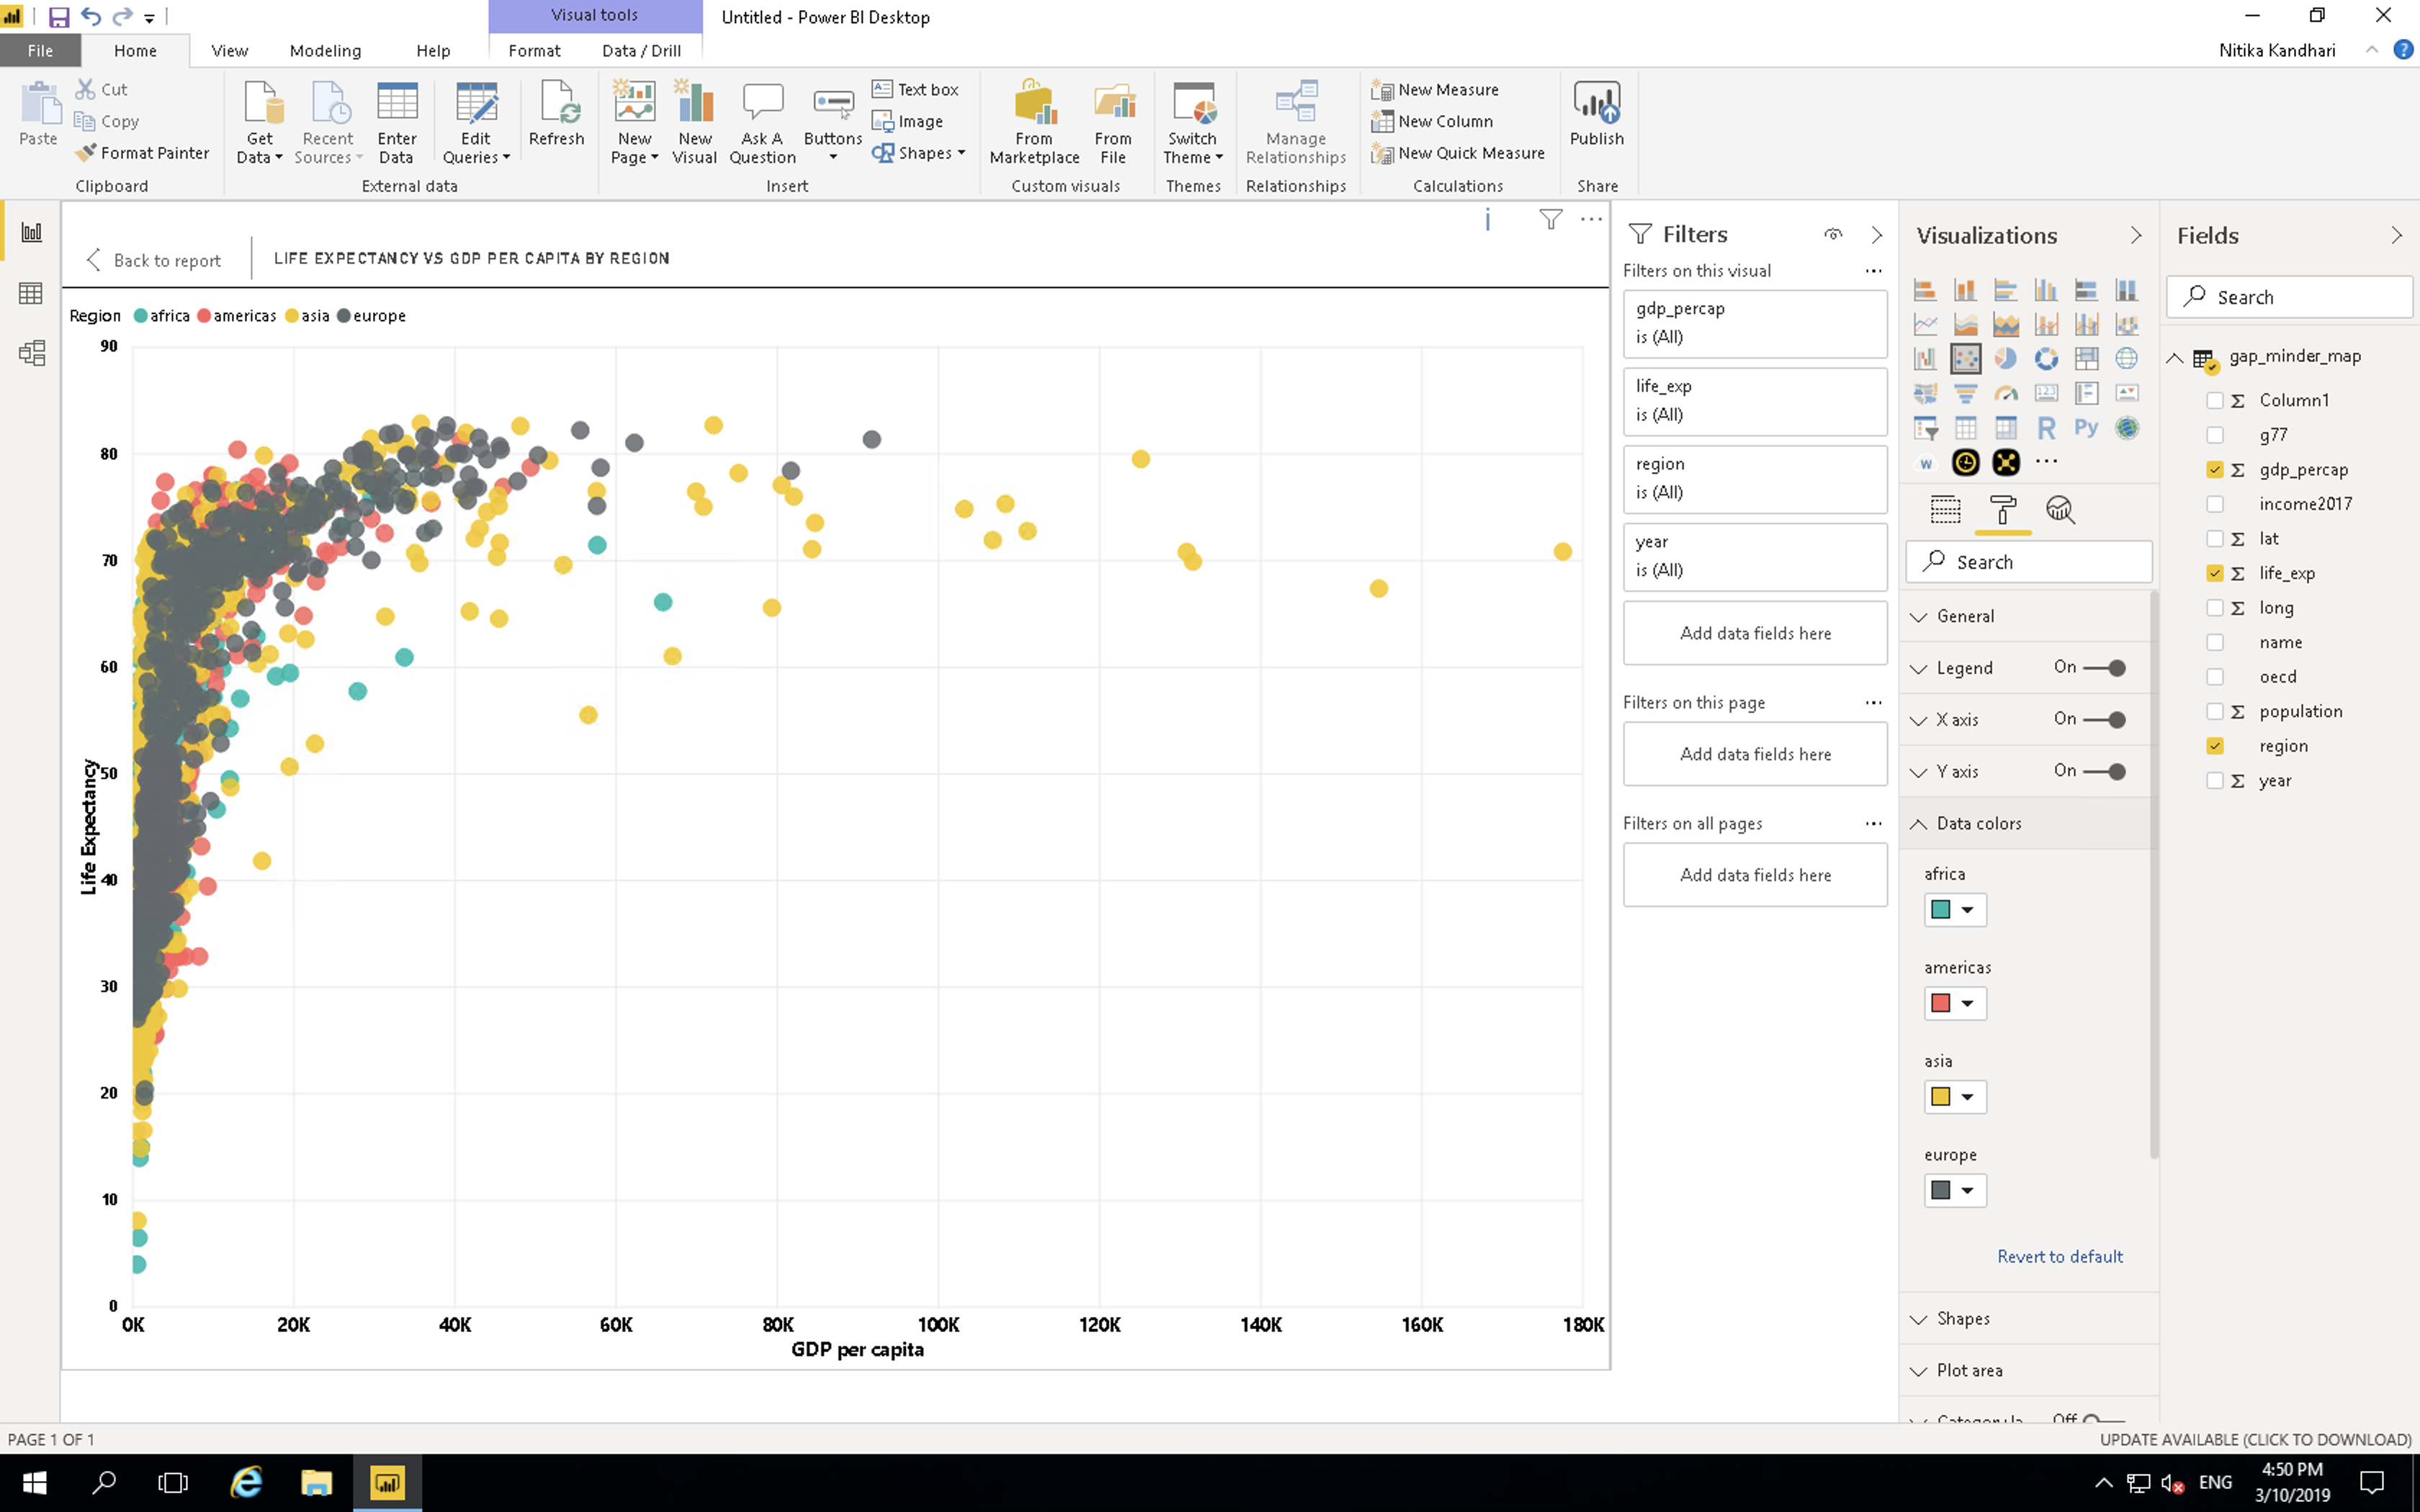 Visual tools
Untitled - Power BI Desktop
File
Home
View
Modeling
Help
Format
Data / Drill
Nitika Kandhari
Paste
Cut
Copy
Format Painter
Clipboard
Get Data
Recent Sources
Enter Data
Edit Queries
Refresh
External data
New Page
New Visual
Ask A Question
Buttons
Text box
Image
Shapes
Insert
From Marketplace
From File
Custom visuals
Switch Theme
Themes
Manage Relationships
Relationships
New Measure
New Column
New Quick Measure
Calculations
Publish
Share
Back to report
LIFE EXPECTANCY VS GDP PER CAPITA BY REGION
Region africa americas asia europe
90
80
70
60
50
40
30
20
10
0
Life Expectancy
0K 20K 40K 60K 80K 100K 120K 140K 160K 180K
GDP per capita
Filters
Filters on this visual
gdp_percap
is (All)
life_exp
is (All)
region
is (All)
year
is (All)
Add data fields here
Filters on this page
Add data fields here
Filters on all pages
Add data fields here
Visualizations
123
R
Py
W
Search
General
Legend On
X axis On
Y axis On
Data colors
africa
americas
asia
europe
Revert to default
Shapes
Plot area
Off
Fields
Search
gap_minder_map
Column1
g77
gdp_percap
income2017
lat
life_exp
long
name
oecd
population
region
year
PAGE 1 OF 1
UPDATE AVAILABLE (CLICK TO DOWNLOAD)
ENG
4:50 PM
3/10/2019